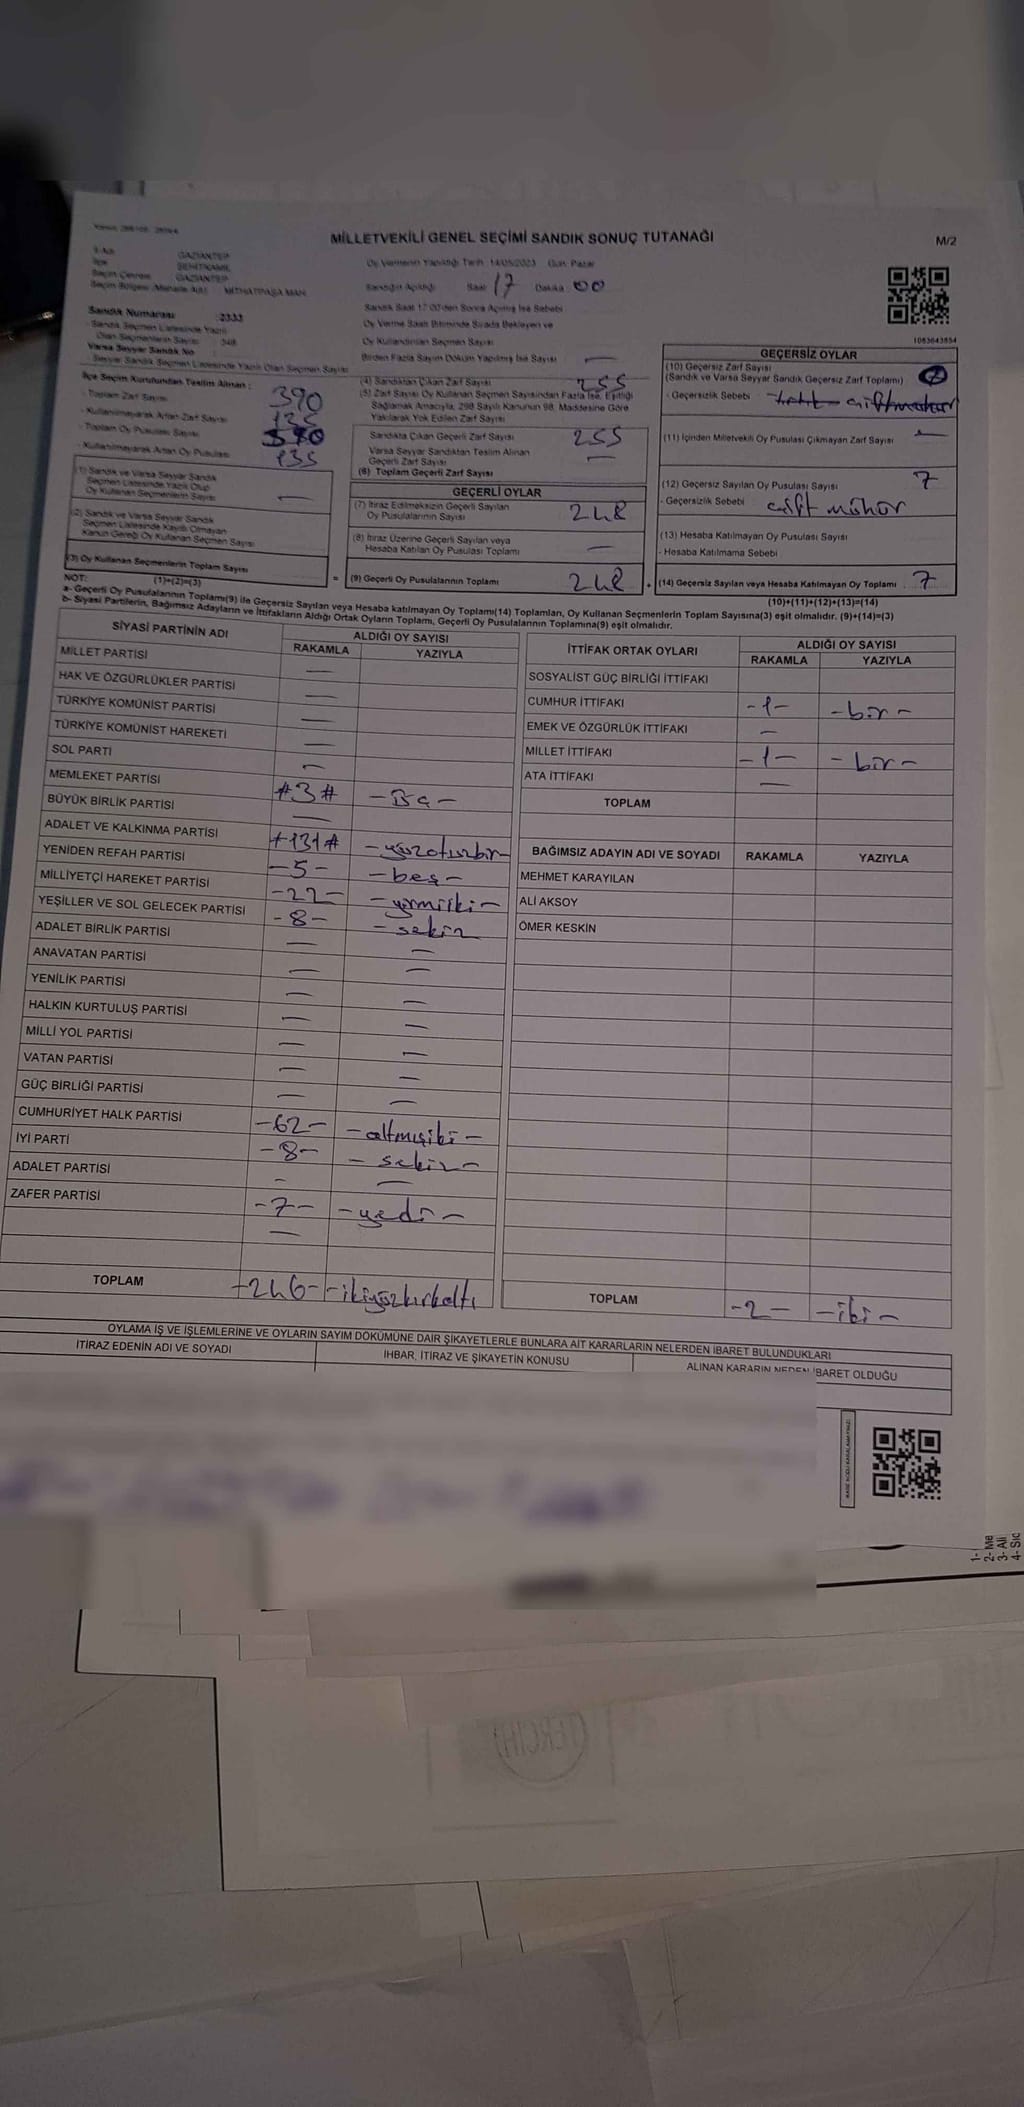 MİLLETVEKİLİ GENEL SEÇİMİ SANDIK SONUÇ TUTANAĞI
M/2
İl Adı GAZİANTEP
İlçe ŞEHİTKAMİL
Seçim Çevresi GAZİANTEP
Seçim Bölgesi (Mahalle Adı) MİTHATPAŞA MAH.
Sandık Numarası : 2333
Sandık Seçmen Listesinde Yazılı
Olan Seçmenlerin Sayısı
Varsa Seyyar Sandık No
Seyyar Sandık Seçmen Listesinde Yazılı Olan Seçmen Sayısı
Oy Vermenin Yapıldığı Tarih 14/05/2023 Gün Pazar
Sandığın Açıldığı Saat 17 Dakika 00
Sandık Saat 17:00'den Sonra Açılmış İse Sebebi
Oy Verme Saati Bitiminde Sırada Bekleyen ve
Oy Kullandırılan Seçmen Sayısı
Birden Fazla Sayım Döküm Yapılmış İse Sayısı —
İlçe Seçim Kurulundan Teslim Alınan :
- Toplam Zarf Sayısı 390
- Kullanılmayarak Artan Zarf Sayısı 135
- Toplam Oy Pusulası Sayısı 390
- Kullanılmayarak Artan Oy Pusulası 135
(1) Sandık ve Varsa Seyyar Sandık
Seçmen Listesinde Yazılı Olup
Oy Kullanan Seçmenlerin Sayısı —
(2) Sandık ve Varsa Seyyar Sandık
Seçmen Listesinde Kayıtlı Olmayan
Kanun Gereği Oy Kullanan Seçmen Sayısı
(3) Oy Kullanan Seçmenlerin Toplam Sayısı
(1)+(2)=(3)
(4) Sandıktan Çıkan Zarf Sayısı 255
(5) Zarf Sayısı Oy Kullanan Seçmen Sayısından Fazla İse, Eşitliği
Sağlamak Amacıyla, 298 Sayılı Kanunun 98. Maddesine Göre
Yakılarak Yok Edilen Zarf Sayısı
Sandıkta Çıkan Geçerli Zarf Sayısı 255
Varsa Seyyar Sandıktan Teslim Alınan
Geçerli Zarf Sayısı —
(6) Toplam Geçerli Zarf Sayısı
GEÇERLİ OYLAR
(7) İtiraz Edilmeksizin Geçerli Sayılan
Oy Pusulalarının Sayısı 248
(8) İtiraz Üzerine Geçerli Sayılan veya
Hesaba Katılan Oy Pusulası Toplamı —
= (9) Geçerli Oy Pusulalarının Toplamı 248 +
1083643854
GEÇERSİZ OYLAR
(10) Geçersiz Zarf Sayısı
(Sandık ve Varsa Seyyar Sandık Geçersiz Zarf Toplamı)
- Geçersizlik Sebebi
(11) İçinden Milletvekili Oy Pusulası Çıkmayan Zarf Sayısı —
(12) Geçersiz Sayılan Oy Pusulası Sayısı 7
- Geçersizlik Sebebi çift mühür
(13) Hesaba Katılmayan Oy Pusulası Sayısı
- Hesaba Katılmama Sebebi
(14) Geçersiz Sayılan veya Hesaba Katılmayan Oy Toplamı 7
(10)+(11)+(12)+(13)=(14)
NOT:
a- Geçerli Oy Pusulalarının Toplamı(9) ile Geçersiz Sayılan veya Hesaba katılmayan Oy Toplamı(14) Toplamları, Oy Kullanan Seçmenlerin Toplam Sayısına(3) eşit olmalıdır. (9)+(14)=(3)
b- Siyasi Partilerin, Bağımsız Adayların ve İttifakların Aldığı Ortak Oyların Toplamı, Geçerli Oy Pusulalarının Toplamına(9) eşit olmalıdır.
SİYASİ PARTİNİN ADI ALDIĞI OY SAYISI
RAKAMLA YAZIYLA
MİLLET PARTİSİ —
HAK VE ÖZGÜRLÜKLER PARTİSİ —
TÜRKİYE KOMÜNİST PARTİSİ —
TÜRKİYE KOMÜNİST HAREKETİ —
SOL PARTİ —
MEMLEKET PARTİSİ #3# -üç-
BÜYÜK BİRLİK PARTİSİ —
ADALET VE KALKINMA PARTİSİ #131# -yüzotuzbir-
YENİDEN REFAH PARTİSİ -5- -beş-
MİLLİYETÇİ HAREKET PARTİSİ -22- -yirmiiki-
YEŞİLLER VE SOL GELECEK PARTİSİ -8- -sekiz
ADALET BİRLİK PARTİSİ — —
ANAVATAN PARTİSİ — —
YENİLİK PARTİSİ — —
HALKIN KURTULUŞ PARTİSİ — —
MİLLİ YOL PARTİSİ — —
VATAN PARTİSİ — —
GÜÇ BİRLİĞİ PARTİSİ — —
CUMHURİYET HALK PARTİSİ -62- -altmışiki-
İYİ PARTİ -8- -sekiz-
ADALET PARTİSİ - —
ZAFER PARTİSİ -7- -yedi-
—
TOPLAM -246- -ikiyüzkırkaltı
İTTİFAK ORTAK OYLARI ALDIĞI OY SAYISI
RAKAMLA YAZIYLA
SOSYALİST GÜÇ BİRLİĞİ İTTİFAKI
CUMHUR İTTİFAKI -1- -bir-
EMEK VE ÖZGÜRLÜK İTTİFAKI —
MİLLET İTTİFAKI -1- -bir-
ATA İTTİFAKI —
TOPLAM
BAĞIMSIZ ADAYIN ADI VE SOYADI RAKAMLA YAZIYLA
MEHMET KARAYILAN
ALİ AKSOY
ÖMER KESKİN
TOPLAM -2- -iki-
OYLAMA İŞ VE İŞLEMLERİNE VE OYLARIN SAYIM DÖKÜMÜNE DAİR ŞİKAYETLERLE BUNLARA AİT KARARLARIN NELERDEN İBARET BULUNDUKLARI
İTİRAZ EDENİN ADI VE SOYADI İHBAR, İTİRAZ VE ŞİKAYETİN KONUSU ALINAN KARARIN NEDEN İBARET OLDUĞU
1-
2- Me
3- Ali
4- Sıc